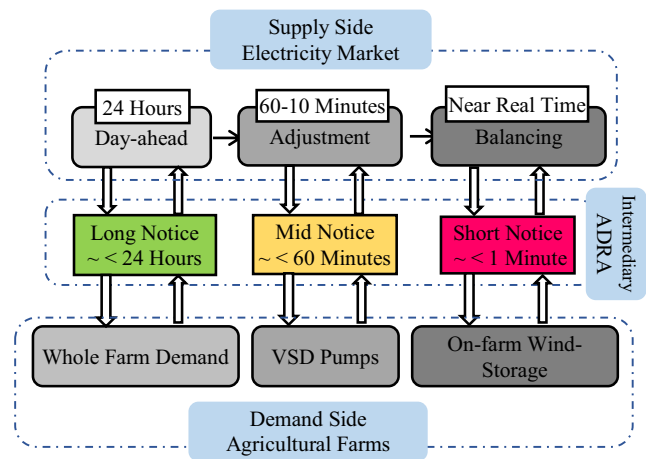 Supply Side
Electricity Market
24 Hours
60-10 Minutes
Near Real Time
Day-ahead
Adjustment
Balancing
Long Notice
~ < 24 Hours
Mid Notice
~ < 60 Minutes
Short Notice
~ < 1 Minute
Intermediary
ADRA
Whole Farm Demand
VSD Pumps
On-farm Wind-
Storage
Demand Side
Agricultural Farms